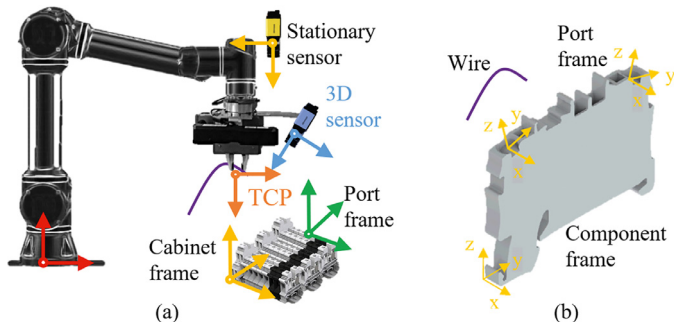 Stationary
sensor
3D
sensor
TCP
Port
frame
Cabinet
frame
(a)
Wire
Port
frame
z
y
x
z
y
x
Component
frame
z
y
x
(b)